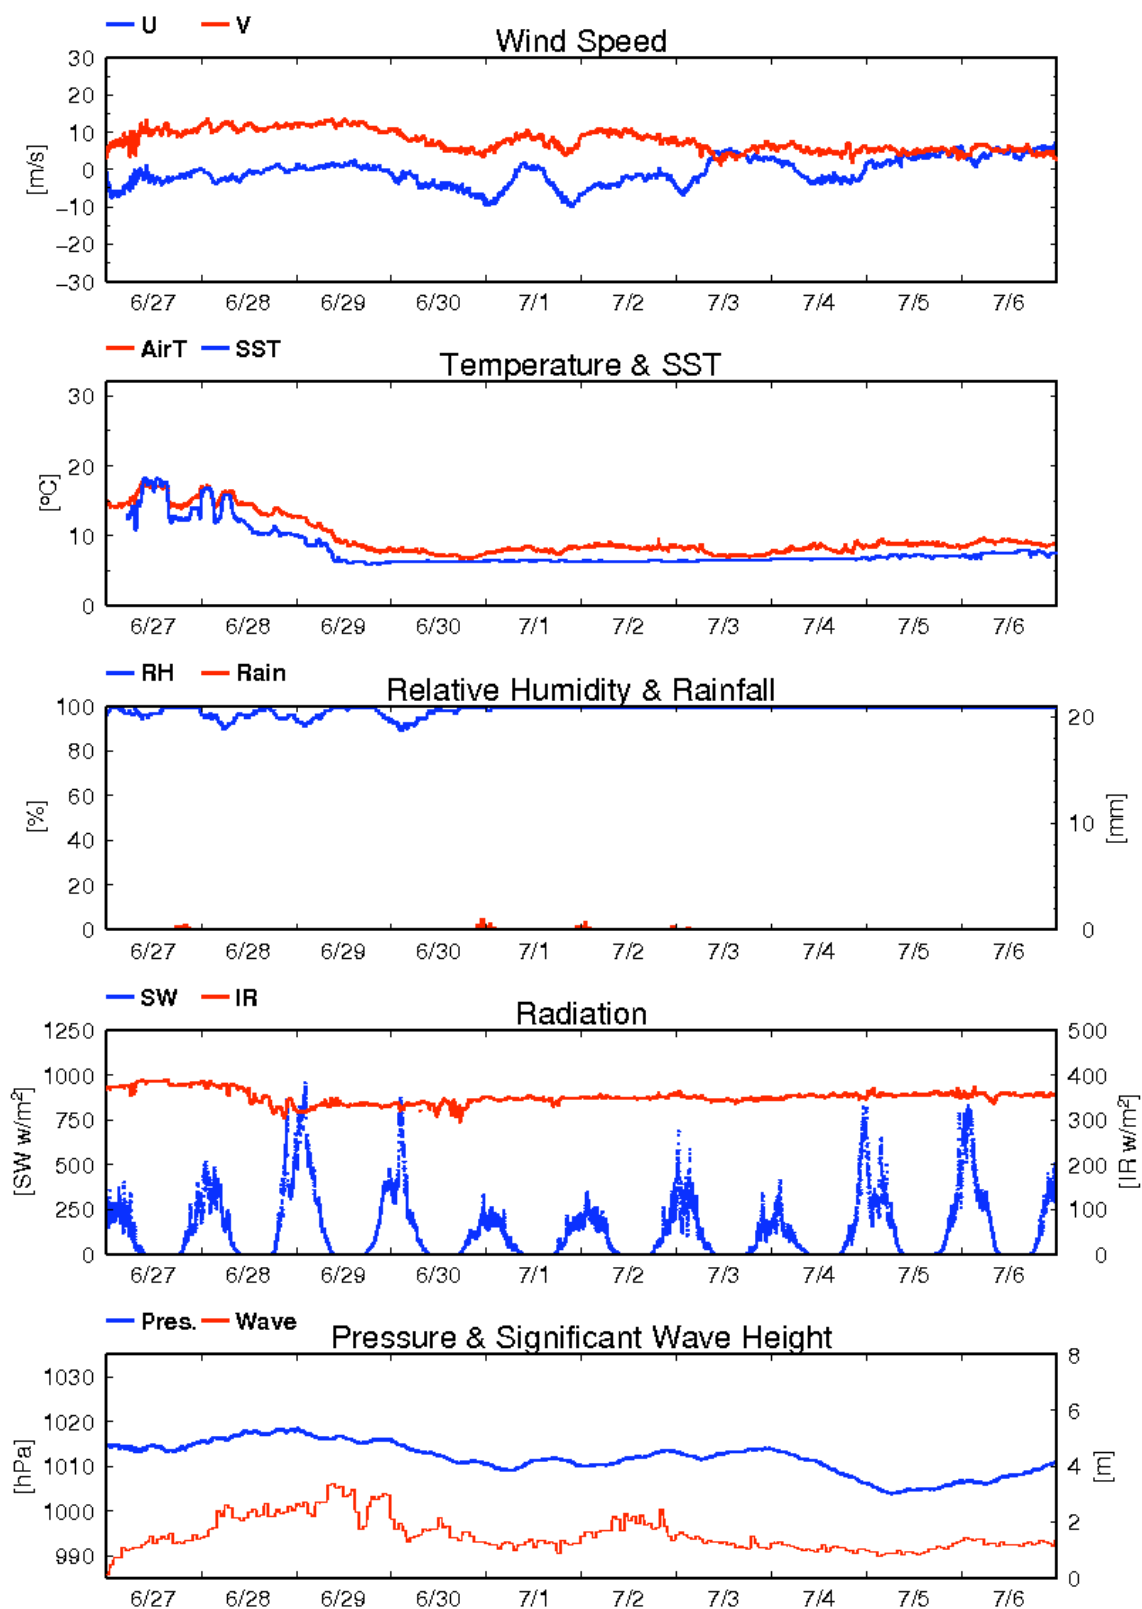 U V
Wind Speed
30
20
10
0
−10
−20
−30
[m/s]
6/27 6/28 6/29 6/30 7/1 7/2 7/3 7/4 7/5 7/6
AirT SST
Temperature & SST
30
20
10
0
[ºC]
6/27 6/28 6/29 6/30 7/1 7/2 7/3 7/4 7/5 7/6
RH Rain
Relative Humidity & Rainfall
100
80
60
40
20
0
[%]
20
10
0
[mm]
6/27 6/28 6/29 6/30 7/1 7/2 7/3 7/4 7/5 7/6
SW IR
Radiation
1250
1000
750
500
250
0
[SW w/m²]
500
400
300
200
100
0
[IR w/m²]
6/27 6/28 6/29 6/30 7/1 7/2 7/3 7/4 7/5 7/6
Pres. Wave
Pressure & Significant Wave Height
1030
1020
1010
1000
990
[hPa]
8
6
4
2
0
[m]
6/27 6/28 6/29 6/30 7/1 7/2 7/3 7/4 7/5 7/6